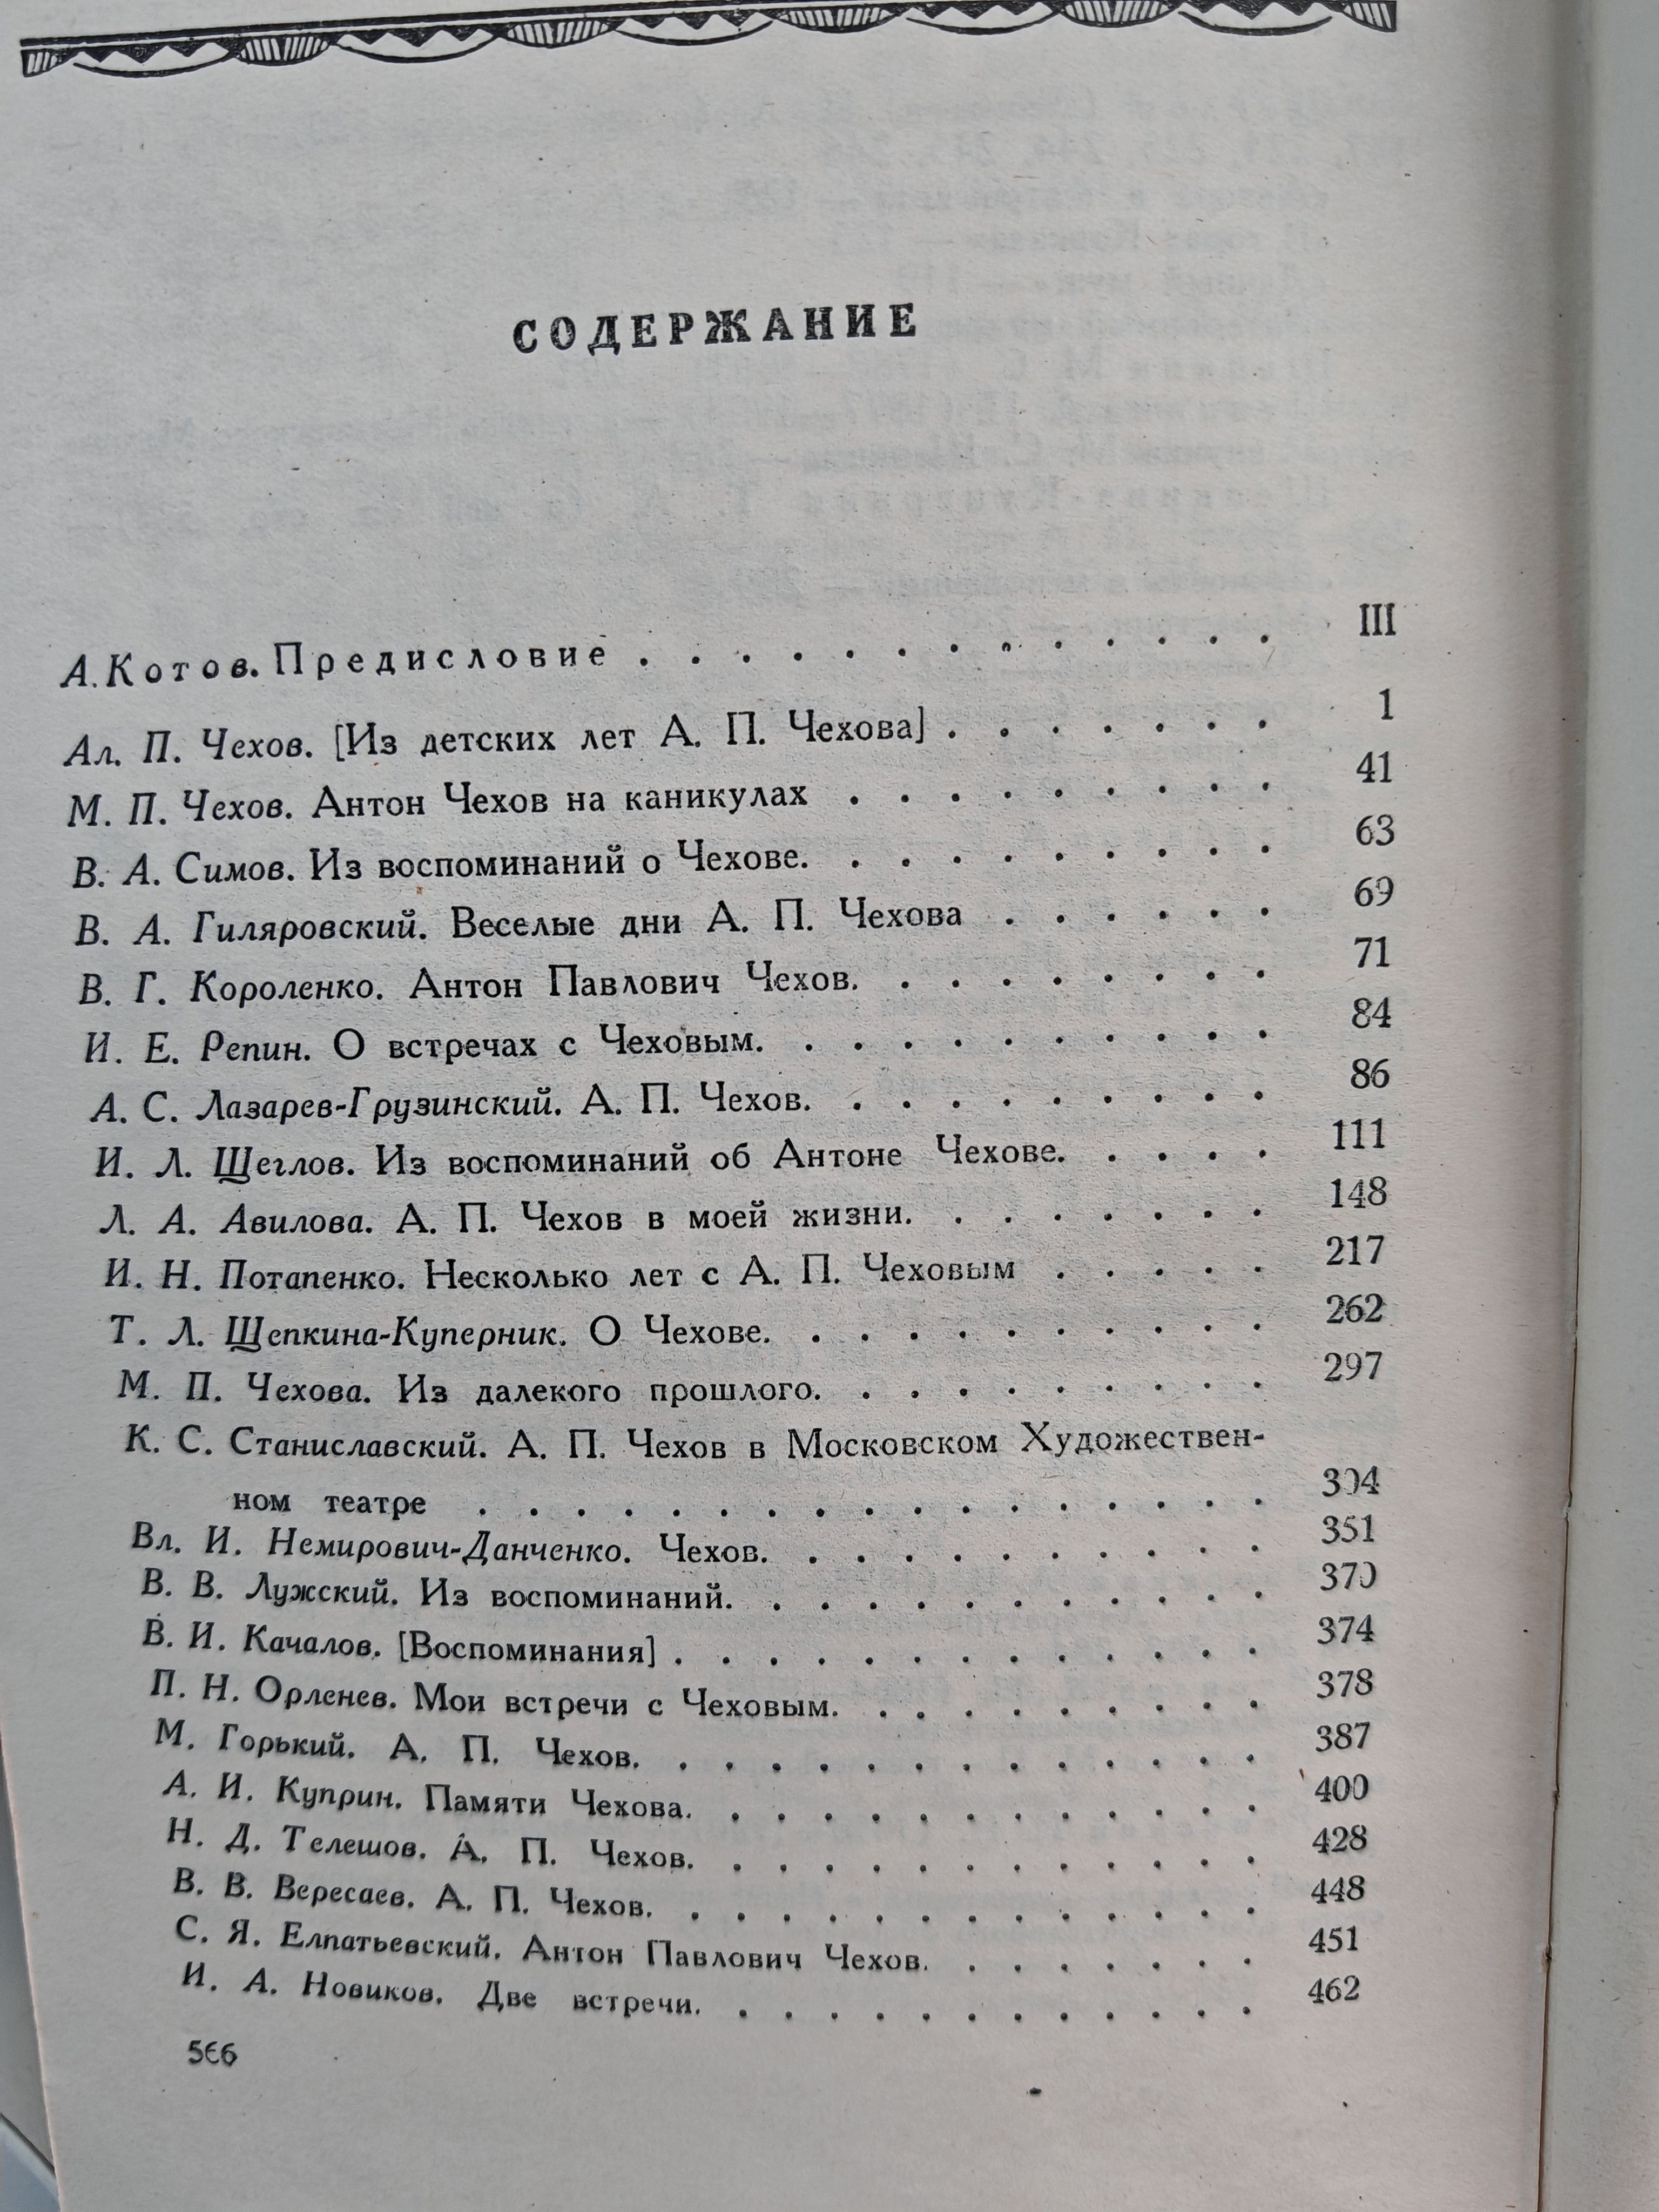 СОДЕРЖАНИЕ
А. Котов. Предисловие . . . . . . . . . . . . . III
Ал. П. Чехов. [Из детских лет А. П. Чехова] . . . . . . . 1
М. П. Чехов. Антон Чехов на каникулах . . . . . . . . . 41
В. А. Симов. Из воспоминаний о Чехове. . . . . . . . . . 63
В. А. Гиляровский. Веселые дни А. П. Чехова . . . . . . 69
В. Г. Короленко. Антон Павлович Чехов. . . . . . . . . 71
И. Е. Репин. О встречах с Чеховым. . . . . . . . . . . 84
А. С. Лазарев-Грузинский. А. П. Чехов. . . . . . . . . . 86
И. Л. Щеглов. Из воспоминаний об Антоне Чехове. . . . . 111
Л. А. Авилова. А. П. Чехов в моей жизни. . . . . . . . 148
И. Н. Потапенко. Несколько лет с А. П. Чеховым . . . . . 217
Т. Л. Щепкина-Куперник. О Чехове. . . . . . . . . . . 262
М. П. Чехова. Из далекого прошлого. . . . . . . . . . 297
К. С. Станиславский. А. П. Чехов в Московском Художествен-
ном театре . . . . . . . . . . . . . . . . . 304
Вл. И. Немирович-Данченко. Чехов. . . . . . . . . . . 351
В. В. Лужский. Из воспоминаний. . . . . . . . . . . . 370
В. И. Качалов. [Воспоминания] . . . . . . . . . . . . . 374
П. Н. Орленев. Мои встречи с Чеховым. . . . . . . . . . 378
М. Горький. А. П. Чехов. . . . . . . . . . . . . . 387
А. И. Куприн. Памяти Чехова. . . . . . . . . . . . . 400
Н. Д. Телешов. А. П. Чехов. . . . . . . . . . . . . 428
В. В. Вересаев. А. П. Чехов. . . . . . . . . . . . . . 448
С. Я. Елпатьевский. Антон Павлович Чехов. . . . . . . . 451
И. А. Новиков. Две встречи. . . . . . . . . . . . . 462
566